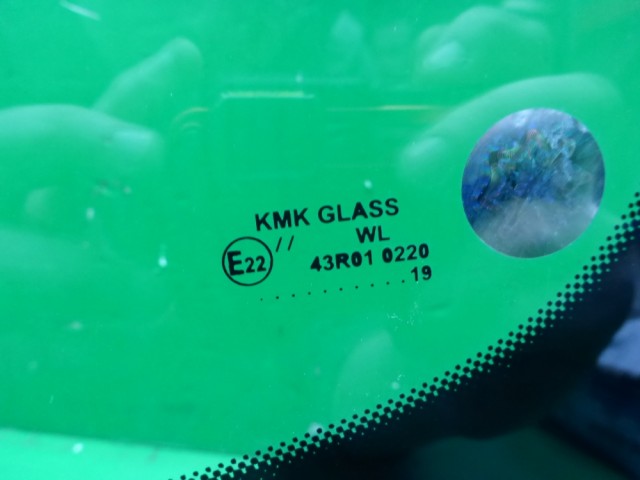 KMK GLASS
E22 // WL
43R01 0220
. . . . . . . . . . 19